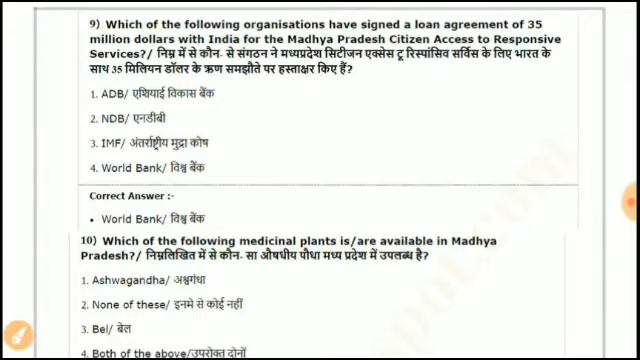 9) Which of the following organisations have signed a loan agreement of 35
million dollars with India for the Madhya Pradesh Citizen Access to Responsive
Services?/ निम्न में से कौन- से संगठन ने मध्यप्रदेश सिटीजन एक्सेस टू रिस्पांसिव सर्विस के लिए भारत के
साथ 35 मिलियन डॉलर के ऋण समझौते पर हस्ताक्षर किए हैं?
1. ADB/ एशियाई विकास बैंक
2. NDB/ एनडीबी
3. IMF/ अंतर्राष्ट्रीय मुद्रा कोष
4. World Bank/ विश्व बैंक
Correct Answer :-
• World Bank/ विश्व बैंक
10) Which of the following medicinal plants is/are available in Madhya
Pradesh?/ निम्नलिखित में से कौन- सा औषधीय पौधा मध्य प्रदेश में उपलब्ध है?
1. Ashwagandha/ अश्वगंधा
2. None of these/ इनमे से कोई नहीं
3. Bel/ बेल
4. Both of the above/उपरोक्त दोनों